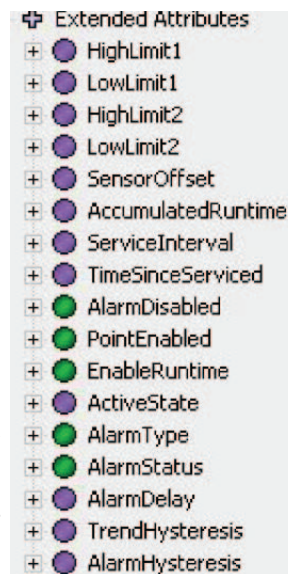 Extended Attributes
HighLimit1
LowLimit1
HighLimit2
LowLimit2
SensorOffset
AccumulatedRuntime
ServiceInterval
TimeSinceServiced
AlarmDisabled
PointEnabled
EnableRuntime
ActiveState
AlarmType
AlarmStatus
AlarmDelay
TrendHysteresis
AlarmHysteresis